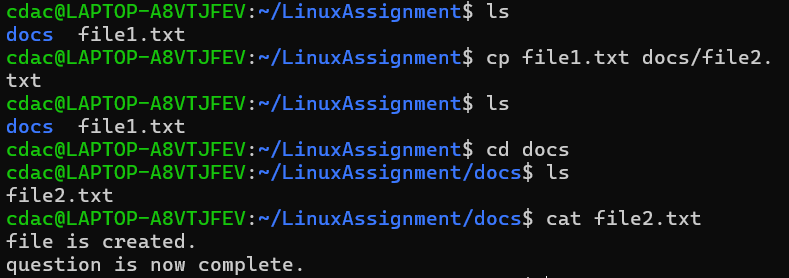 cdac@LAPTOP-A8VTJFEV:~/LinuxAssignment$ ls
docs  file1.txt
cdac@LAPTOP-A8VTJFEV:~/LinuxAssignment$ cp file1.txt docs/file2.
txt
cdac@LAPTOP-A8VTJFEV:~/LinuxAssignment$ ls
docs  file1.txt
cdac@LAPTOP-A8VTJFEV:~/LinuxAssignment$ cd docs
cdac@LAPTOP-A8VTJFEV:~/LinuxAssignment/docs$ ls
file2.txt
cdac@LAPTOP-A8VTJFEV:~/LinuxAssignment/docs$ cat file2.txt
file is created.
question is now complete.